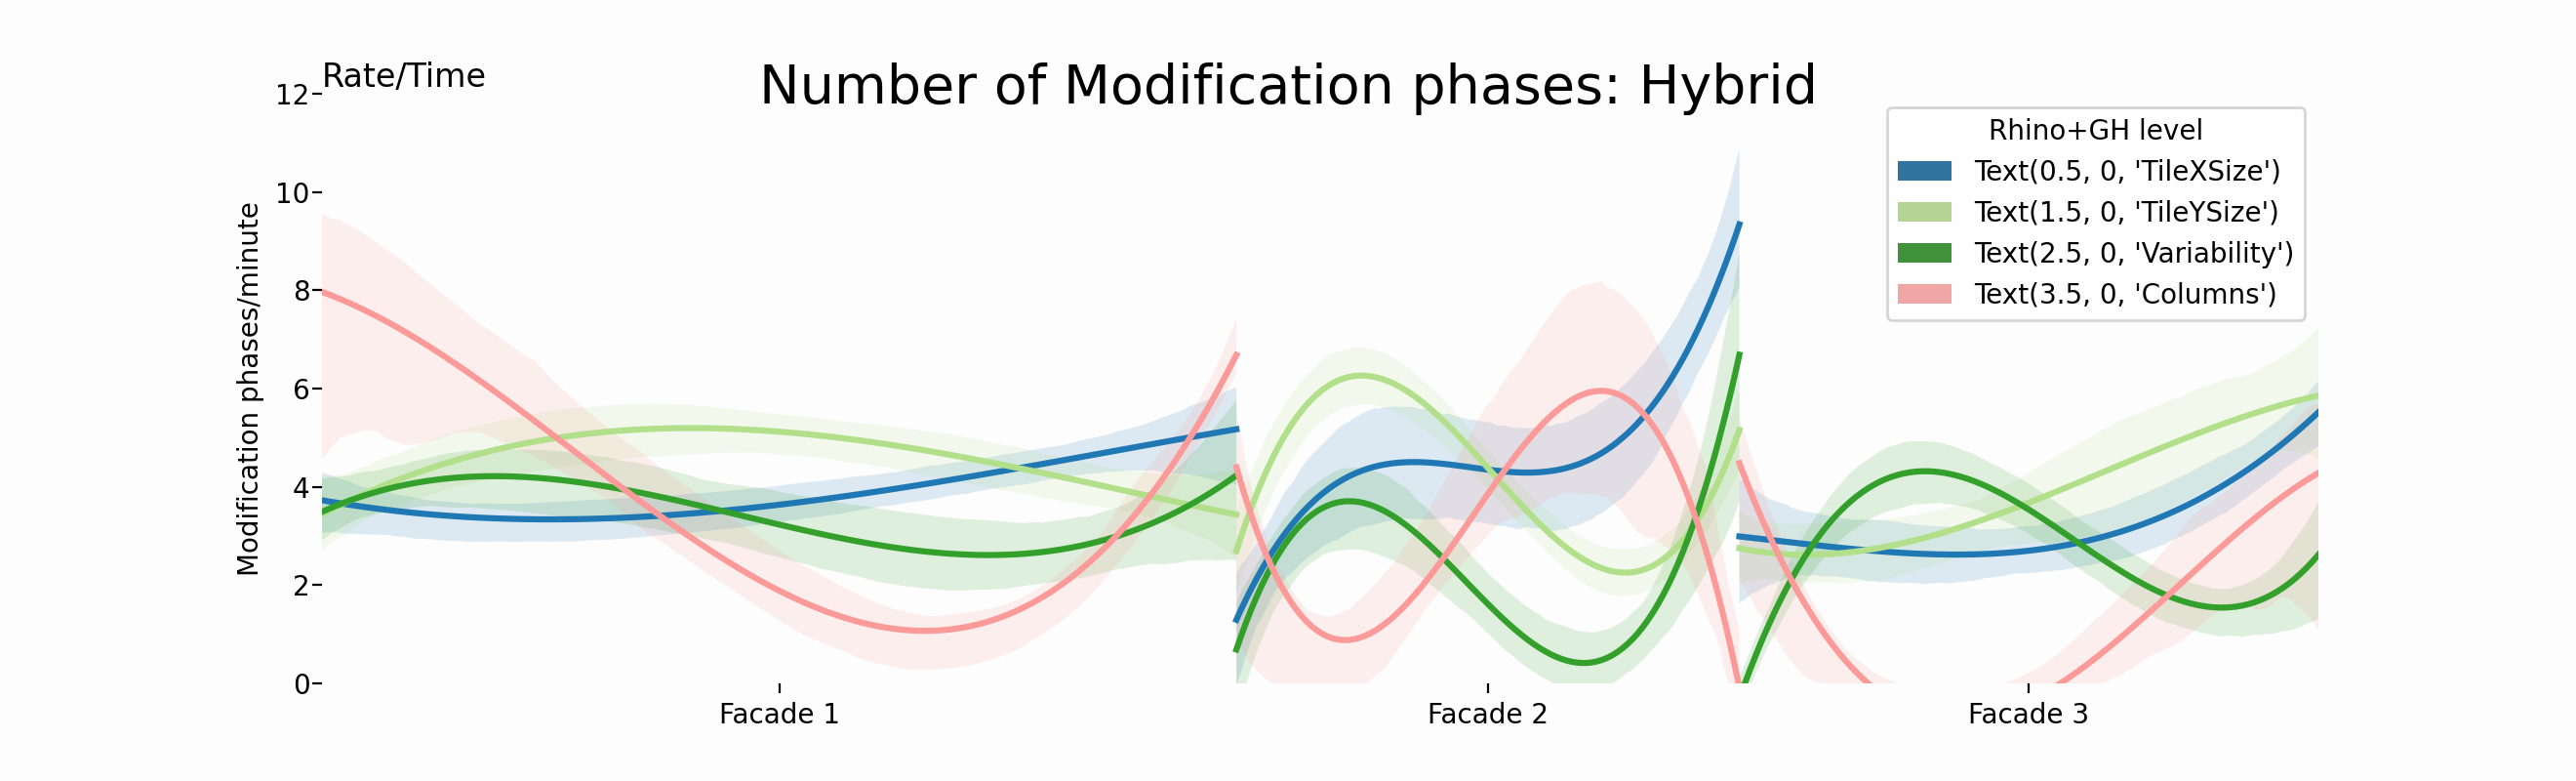 Rate/Time
Number of Modification phases: Hybrid
Modification phases/minute
12
10
8
6
4
2
0
Rhino+GH level
Text(0.5, 0, 'TileXSize')
Text(1.5, 0, 'TileYSize')
Text(2.5, 0, 'Variability')
Text(3.5, 0, 'Columns')
Facade 1
Facade 2
Facade 3